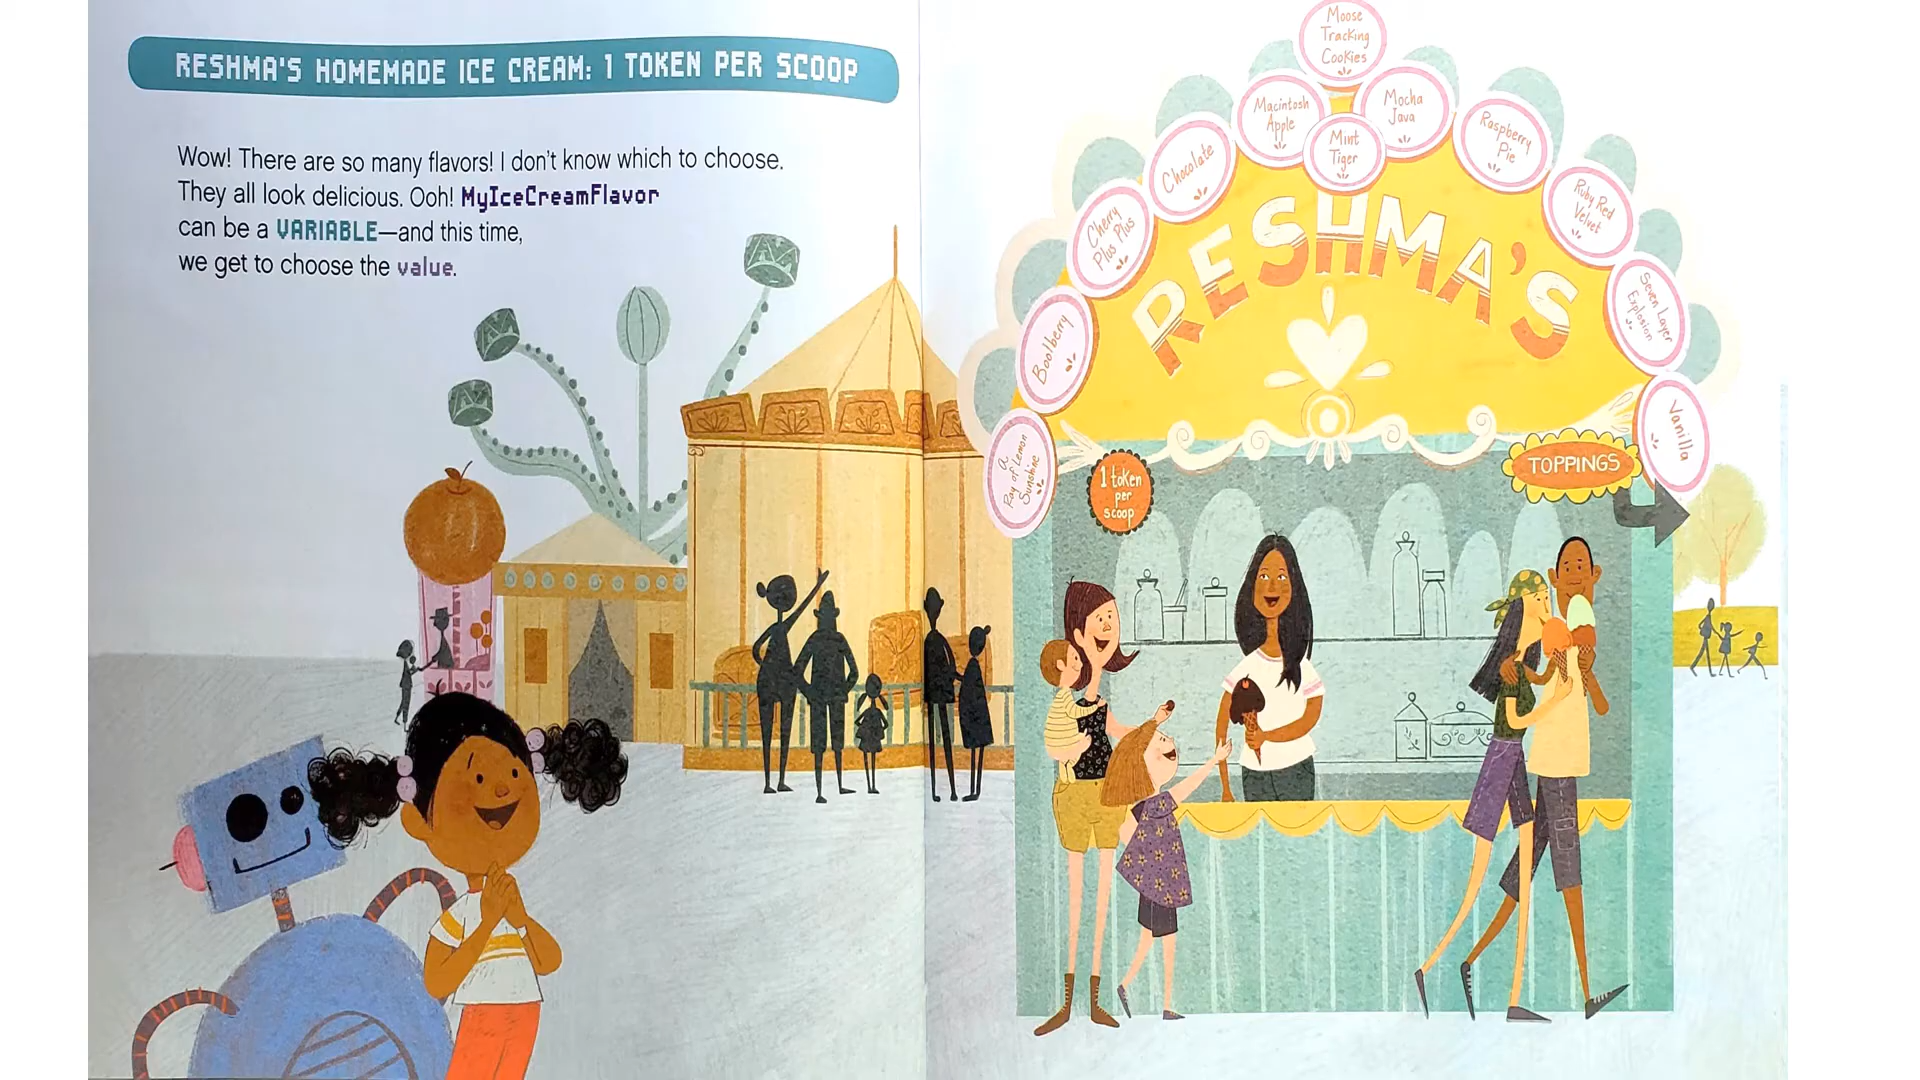 RESHMA'S HOMEMADE ICE CREAM: 1 TOKEN PER SCOOP
Wow! There are so many flavors! I don't know which to choose.
They all look delicious. Ooh! MyIceCreamFlavor
can be a VARIABLE—and this time,
we get to choose the value.
A
Ray of Lemon
Sunshine
Boolberry
Cherry
Plus Plus
Chocolate
Macintosh
Apple
Moose
Tracking
Cookies
Mint
Tiger
Mocha
Java
Raspberry
Pie
Ruby Red
Velvet
Seven Layer
Explosion
Vanilla
RESHMA'S
1 token
per
scoop
TOPPINGS